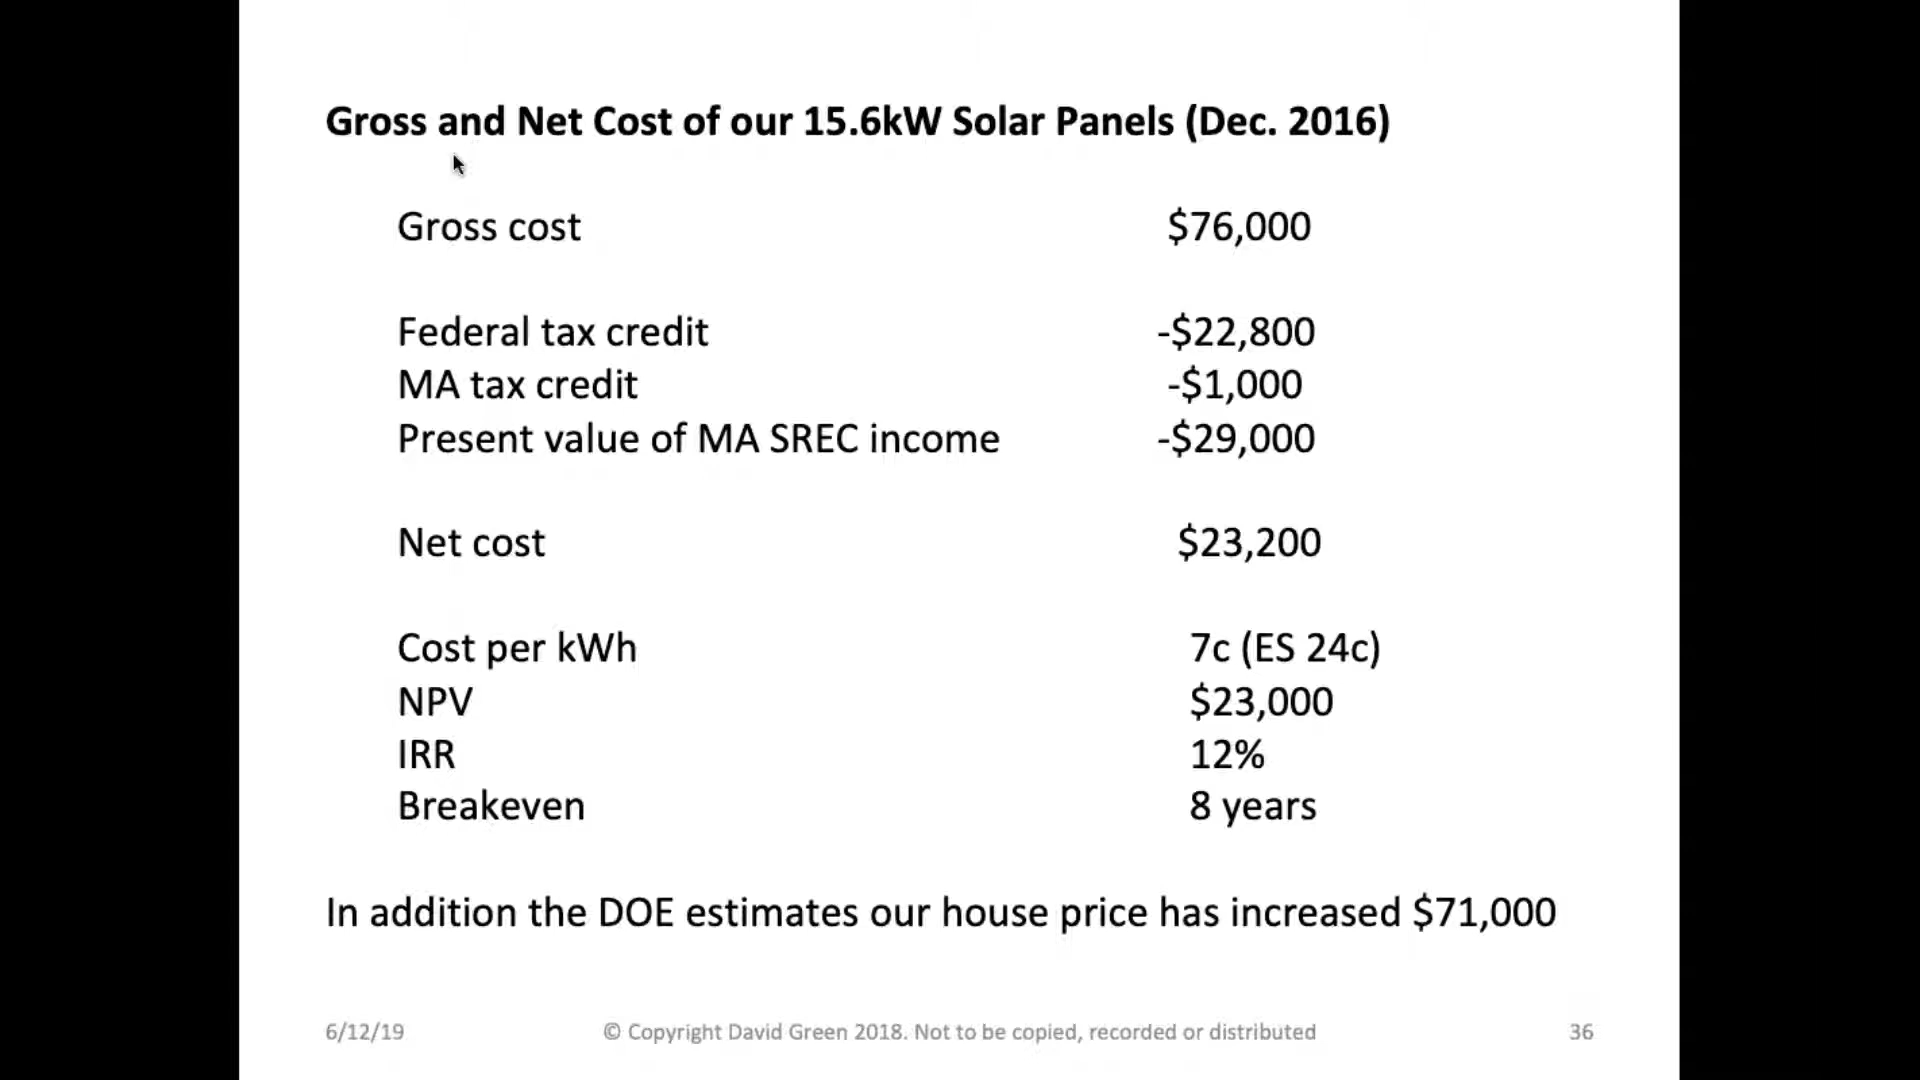 Gross and Net Cost of our 15.6kW Solar Panels (Dec. 2016)
Gross cost $76,000
Federal tax credit -$22,800
MA tax credit -$1,000
Present value of MA SREC income -$29,000
Net cost $23,200
Cost per kWh 7c (ES 24c)
NPV $23,000
IRR 12%
Breakeven 8 years
In addition the DOE estimates our house price has increased $71,000
6/12/19 © Copyright David Green 2018. Not to be copied, recorded or distributed 36